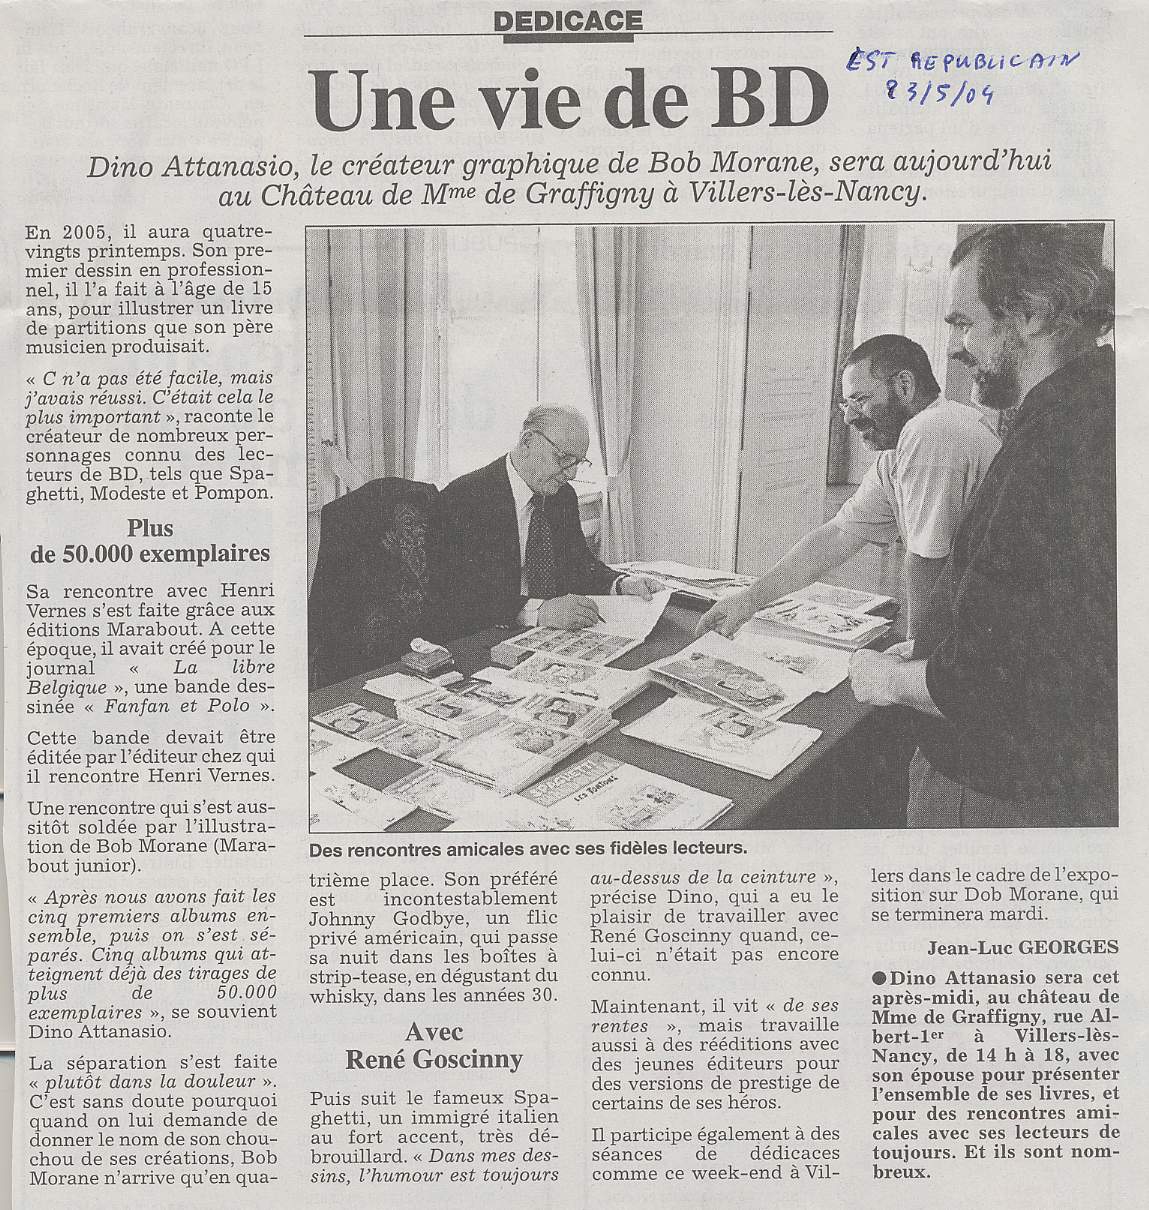 DEDICACE
Une vie de BD
EST REPUBLICAIN
23/5/04
Dino Attanasio, le créateur graphique de Bob Morane, sera aujourd'hui
au Château de Mme de Graffigny à Villers-lès-Nancy.
En 2005, il aura quatre-
vingts printemps. Son pre-
mier dessin en profession-
nel, il l'a fait à l'âge de 15
ans, pour illustrer un livre
de partitions que son père
musicien produisait.
« C n'a pas été facile, mais
j'avais réussi. C'était cela le
plus important », raconte le
créateur de nombreux per-
sonnages connu des lec-
teurs de BD, tels que Spa-
ghetti, Modeste et Pompon.
Plus
de 50.000 exemplaires
Sa rencontre avec Henri
Vernes s'est faite grâce aux
éditions Marabout. A cette
époque, il avait créé pour le
journal « La libre
Belgique », une bande des-
sinée « Fanfan et Polo ».
Cette bande devait être
éditée par l'éditeur chez qui
il rencontre Henri Vernes.
Une rencontre qui s'est aus-
sitôt soldée par l'illustra-
tion de Bob Morane (Mara-
bout junior).
« Après nous avons fait les
cinq premiers albums en-
semble, puis on s'est sé-
parés. Cinq albums qui at-
teignent déjà des tirages de
plus de 50.000
exemplaires », se souvient
Dino Attanasio.
La séparation s'est faite
« plutôt dans la douleur ».
C'est sans doute pourquoi
quand on lui demande de
donner le nom de son chou-
chou de ses créations, Bob
Morane n'arrive qu'en qua-
SPAGHETTI
LES
Des rencontres amicales avec ses fidèles lecteurs.
trième place. Son préféré
est incontestablement
Johnny Godbye, un flic
privé américain, qui passe
sa nuit dans les boîtes à
strip-tease, en dégustant du
whisky, dans les années 30.
Avec
René Goscinny
Puis suit le fameux Spa-
ghetti, un immigré italien
au fort accent, très dé-
brouillard. « Dans mes des-
sins, l'humour est toujours
au-dessus de la ceinture »,
précise Dino, qui a eu le
plaisir de travailler avec
René Goscinny quand, ce-
lui-ci n'était pas encore
connu.
Maintenant, il vit « de ses
rentes », mais travaille
aussi à des rééditions avec
des jeunes éditeurs pour
des versions de prestige de
certains de ses héros.
Il participe également à des
séances de dédicaces
comme ce week-end à Vil-
lers dans le cadre de l'expo-
sition sur Dob Morane, qui
se terminera mardi.
Jean-Luc GEORGES
●Dino Attanasio sera cet
après-midi, au château de
Mme de Graffigny, rue Al-
bert-1er à Villers-lès-
Nancy, de 14 h à 18, avec
son épouse pour présenter
l'ensemble de ses livres, et
pour des rencontres ami-
cales avec ses lecteurs de
toujours. Et ils sont nom-
breux.